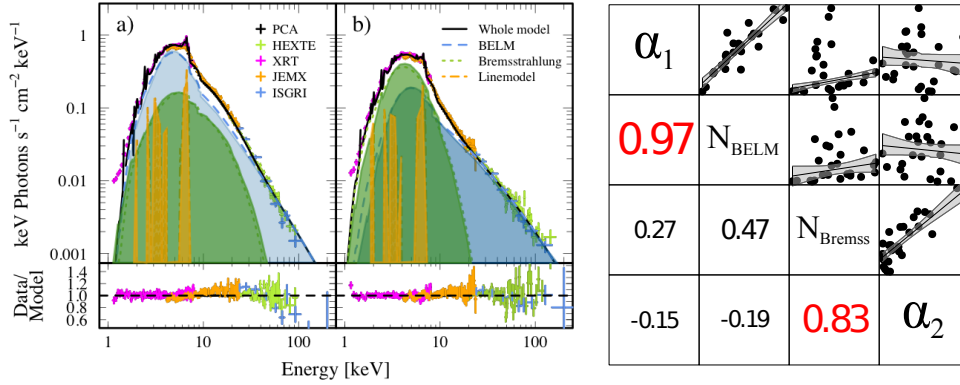 a)
PCA
HEXTE
XRT
JEMX
ISGRI
b)
Whole model
BELM
Bremsstrahlung
Linemodel
keV Photons s⁻¹ cm⁻² keV⁻¹
1
0.1
0.01
0.001
Data/
Model
1.4
1.2
1.0
0.8
0.6
1 10 100 1 10 100
Energy [keV]
α₁
0.97 N_BELM
0.27 0.47 N_Bremss
-0.15 -0.19 0.83 α₂